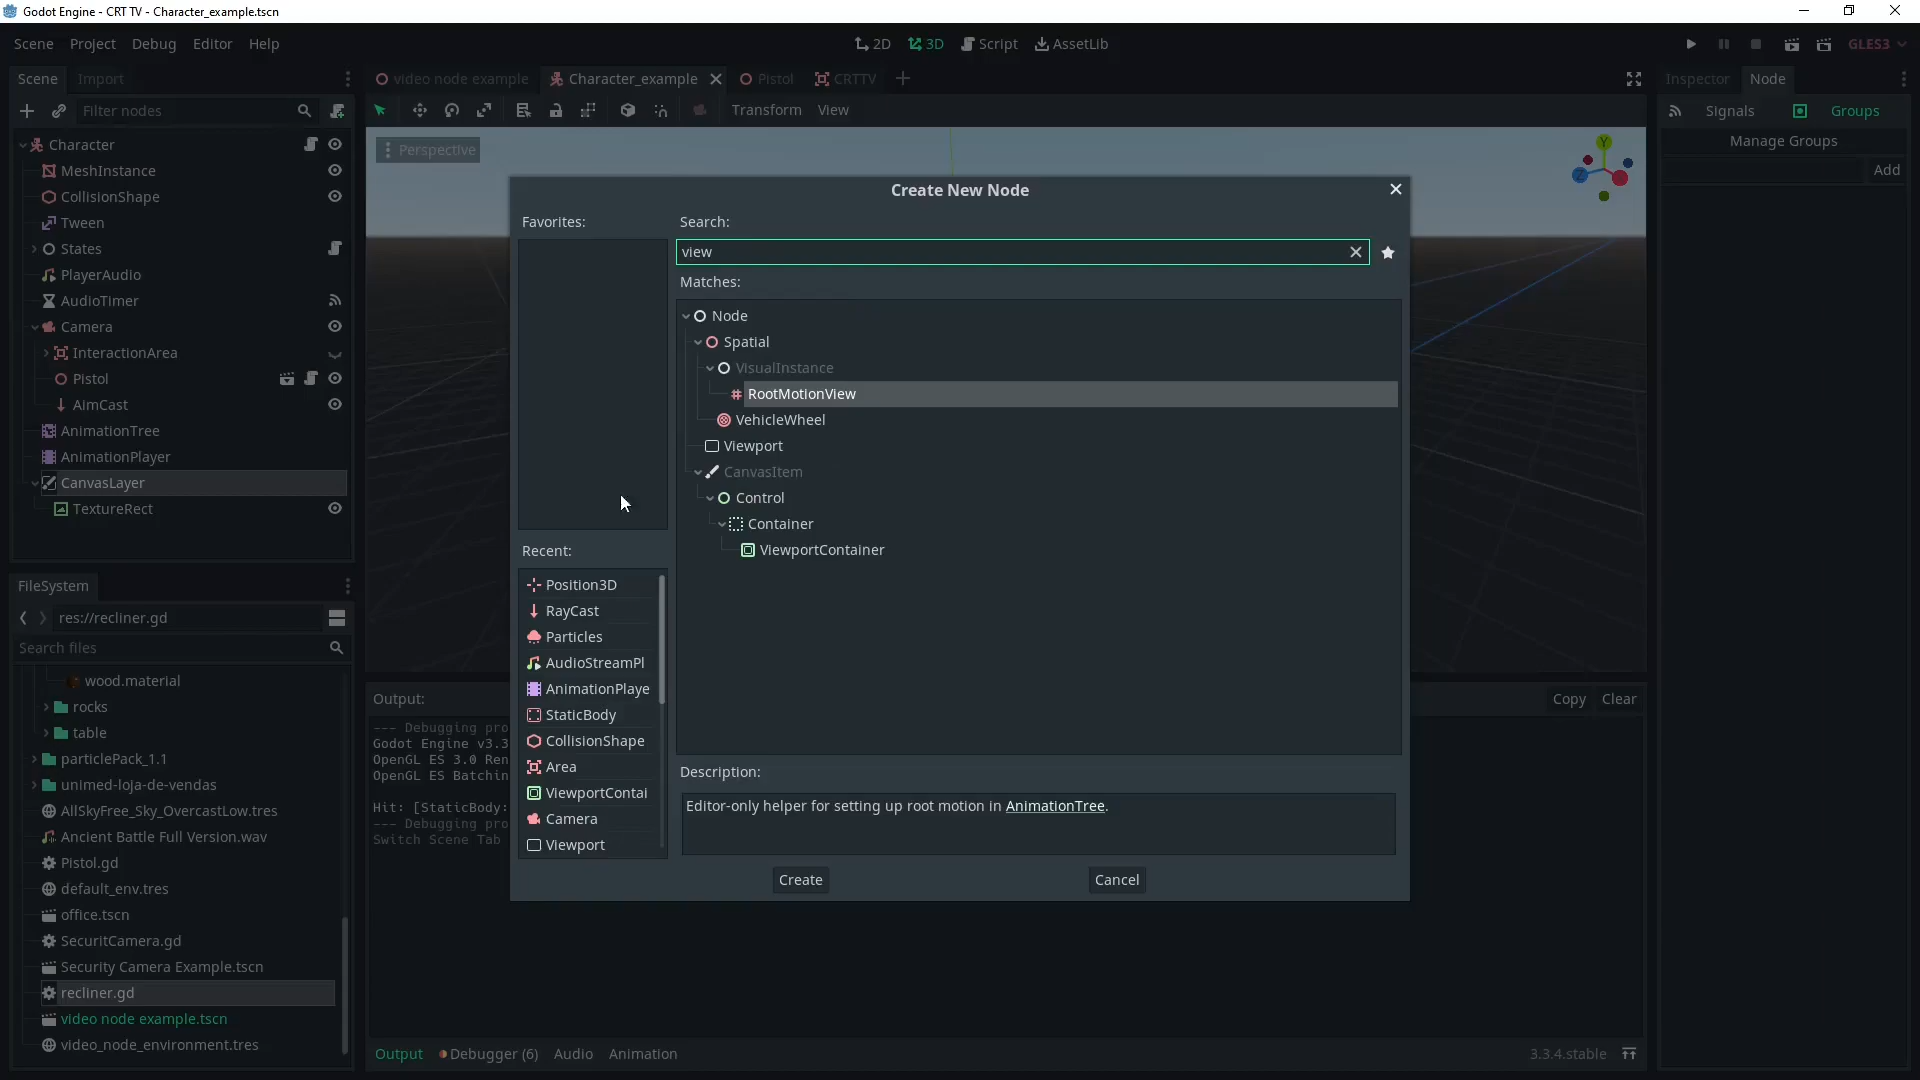 Godot Engine - CRT TV - Character_example.tscn
Scene Project Debug Editor Help
2D 3D Script AssetLib
GLES3
Scene Import
video node example Character_example Pistol CRTTV
Inspector Node
Filter nodes
Transform View
Signals Groups
Manage Groups
Add
Perspective
Y
Z
Character
MeshInstance
CollisionShape
Tween
States
PlayerAudio
AudioTimer
Camera
InteractionArea
Pistol
AimCast
AnimationTree
AnimationPlayer
CanvasLayer
TextureRect
Create New Node
Favorites:
Search:
view
Matches:
Node
Spatial
VisualInstance
RootMotionView
VehicleWheel
Viewport
CanvasItem
Control
Container
ViewportContainer
Recent:
Position3D
RayCast
Particles
AudioStreamPl
AnimationPlaye
StaticBody
CollisionShape
Area
ViewportContai
Camera
Viewport
Description:
Editor-only helper for setting up root motion in AnimationTree.
Create Cancel
FileSystem
res://recliner.gd
Search files
wood.material
rocks
table
particlePack_1.1
unimed-loja-de-vendas
AllSkyFree_Sky_OvercastLow.tres
Ancient Battle Full Version.wav
Pistol.gd
default_env.tres
office.tscn
SecuritCamera.gd
Security Camera Example.tscn
recliner.gd
video node example.tscn
video_node_environment.tres
Output:
Copy Clear
--- Debugging pro
Godot Engine v3.3
OpenGL ES 3.0 Ren
OpenGL ES Batchin
Hit: [StaticBody:
--- Debugging pro
Switch Scene Tab
Output Debugger (6) Audio Animation
3.3.4.stable